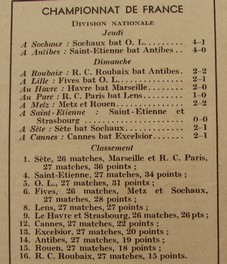 CHAMPIONNAT DE FRANCE
DIVISION NATIONALE
Jeudi
A Sochaux : Sochaux bat O. L. 4—1
A Antibes : Saint-Etienne bat Antibes.. 4—0
Dimanche
A Roubaix : R. C. Roubaix bat Antibes. 2—2
A Lille : Fives bat O. L. 2—1
Au Havre : Havre bat Marseille 2—0
Au Parc : R. C. Paris bat Lens 1—0
A Metz : Metz et Rouen 2—2
A Saint-Etienne : Saint-Etienne et
Strasbourg 0—0
A Sète : Sète bat Sochaux 2—1
A Cannes : Cannes bat Excelsior 2—1
Classement
1. Sète, 26 matches, Marseille et R. C. Paris,
27 matches, 36 points ;
4. Saint-Etienne, 27 matches, 34 points ;
5. O. L., 27 matches, 31 points ;
6. Fives, 26 matches, Metz et Sochaux,
27 matches, 28 points ;
8. Lens, 27 matches, 27 points ;
9. Le Havre et Strasbourg, 26 matches, 26 pts ;
12. Cannes, 27 matches, 22 points ;
13. Excelsior, 27 matches, 20 points ;
14. Antibes, 27 matches, 19 points ;
15. Rouen, 27 matches, 18 points ;
16. R. C. Roubaix, 27 matches, 15 points.